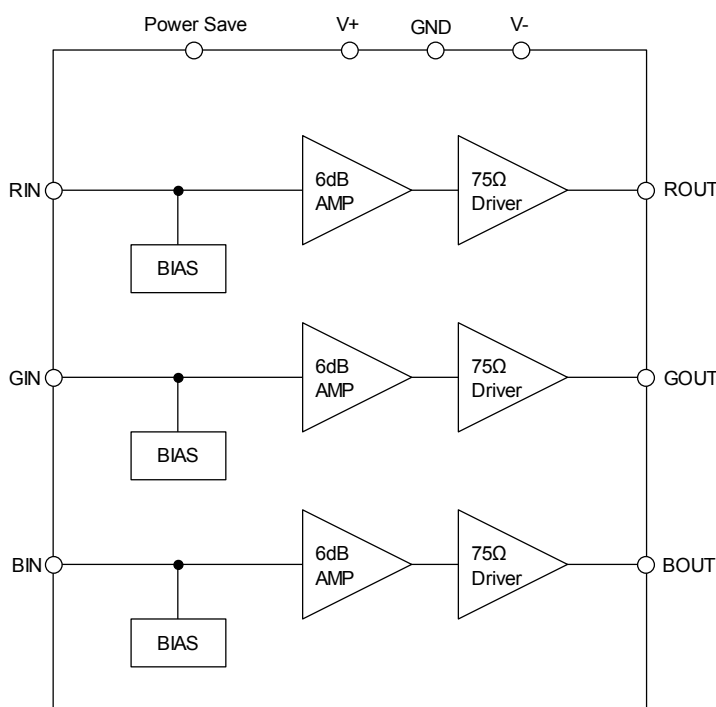 Power Save
V+
GND
V-
RIN
6dB
AMP
75Ω
Driver
ROUT
BIAS
GIN
6dB
AMP
75Ω
Driver
GOUT
BIAS
BIN
6dB
AMP
75Ω
Driver
BOUT
BIAS